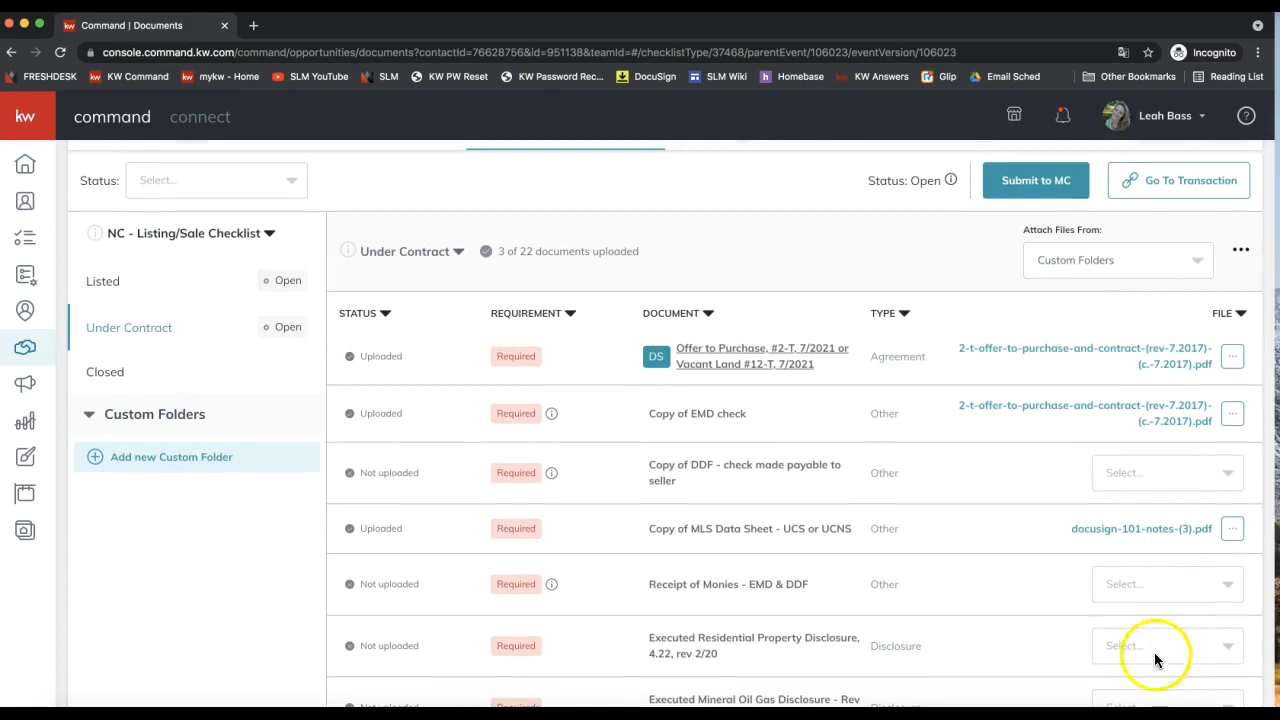 Command | Documents
console.command.kw.com/command/opportunities/documents?contactId=76628756&id=951138&teamId=#/checklistType/37468/parentEvent/106023/eventVersion/106023
Incognito
FRESHDESK
KW Command
mykw - Home
SLM YouTube
SLM
KW PW Reset
KW Password Rec...
DocuSign
SLM Wiki
Homebase
KW Answers
Glip
Email Sched
Other Bookmarks
Reading List
kw
command
connect
Leah Bass
Status:
Select...
Status: Open
Submit to MC
Go To Transaction
NC - Listing/Sale Checklist
Listed
Open
Under Contract
Open
Closed
Custom Folders
Add new Custom Folder
Under Contract
3 of 22 documents uploaded
Attach Files From:
Custom Folders
STATUS
REQUIREMENT
DOCUMENT
TYPE
FILE
Uploaded
Required
DS
Offer to Purchase, #2-T, 7/2021 or
Vacant Land #12-T, 7/2021
Agreement
2-t-offer-to-purchase-and-contract-(rev-7.2017)-
(c.-7.2017).pdf
Uploaded
Required
Copy of EMD check
Other
2-t-offer-to-purchase-and-contract-(rev-7.2017)-
(c.-7.2017).pdf
Not uploaded
Required
Copy of DDF - check made payable to
seller
Other
Select...
Uploaded
Required
Copy of MLS Data Sheet - UCS or UCNS
Other
docusign-101-notes-(3).pdf
Not uploaded
Required
Receipt of Monies - EMD & DDF
Other
Select...
Not uploaded
Required
Executed Residential Property Disclosure,
4.22, rev 2/20
Disclosure
Select...
Not uploaded
Required
Executed Mineral Oil Gas Disclosure - Rev
Disclosure
Select...